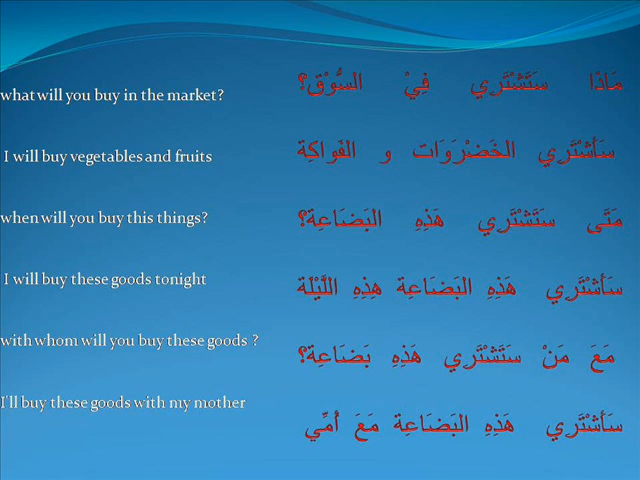 what will you buy in the market?
مَاذَا سَتَشْتَرِي فِيْ السُّوْقِ؟
I will buy vegetables and fruits
سَأَشْتَرِي الخَضْرَوَات و الفَواكِهَ
when will you buy this things?
مَتَى سَتَشْتَرِي هَذِهِ البَضَاعِة؟
I will buy these goods tonight
سَأَشْتَرِي هَذِهِ البَضَاعِة هِذِهِ اللَّيْلَة
with whom will you buy these goods ?
مَعَ مَنْ سَتَشْتَرِي هَذِهِ بَضَاعِة؟
I'll buy these goods with my mother
سَأَشْتَرِي هَذِهِ البَضَاعِة مَعَ أُمِّي